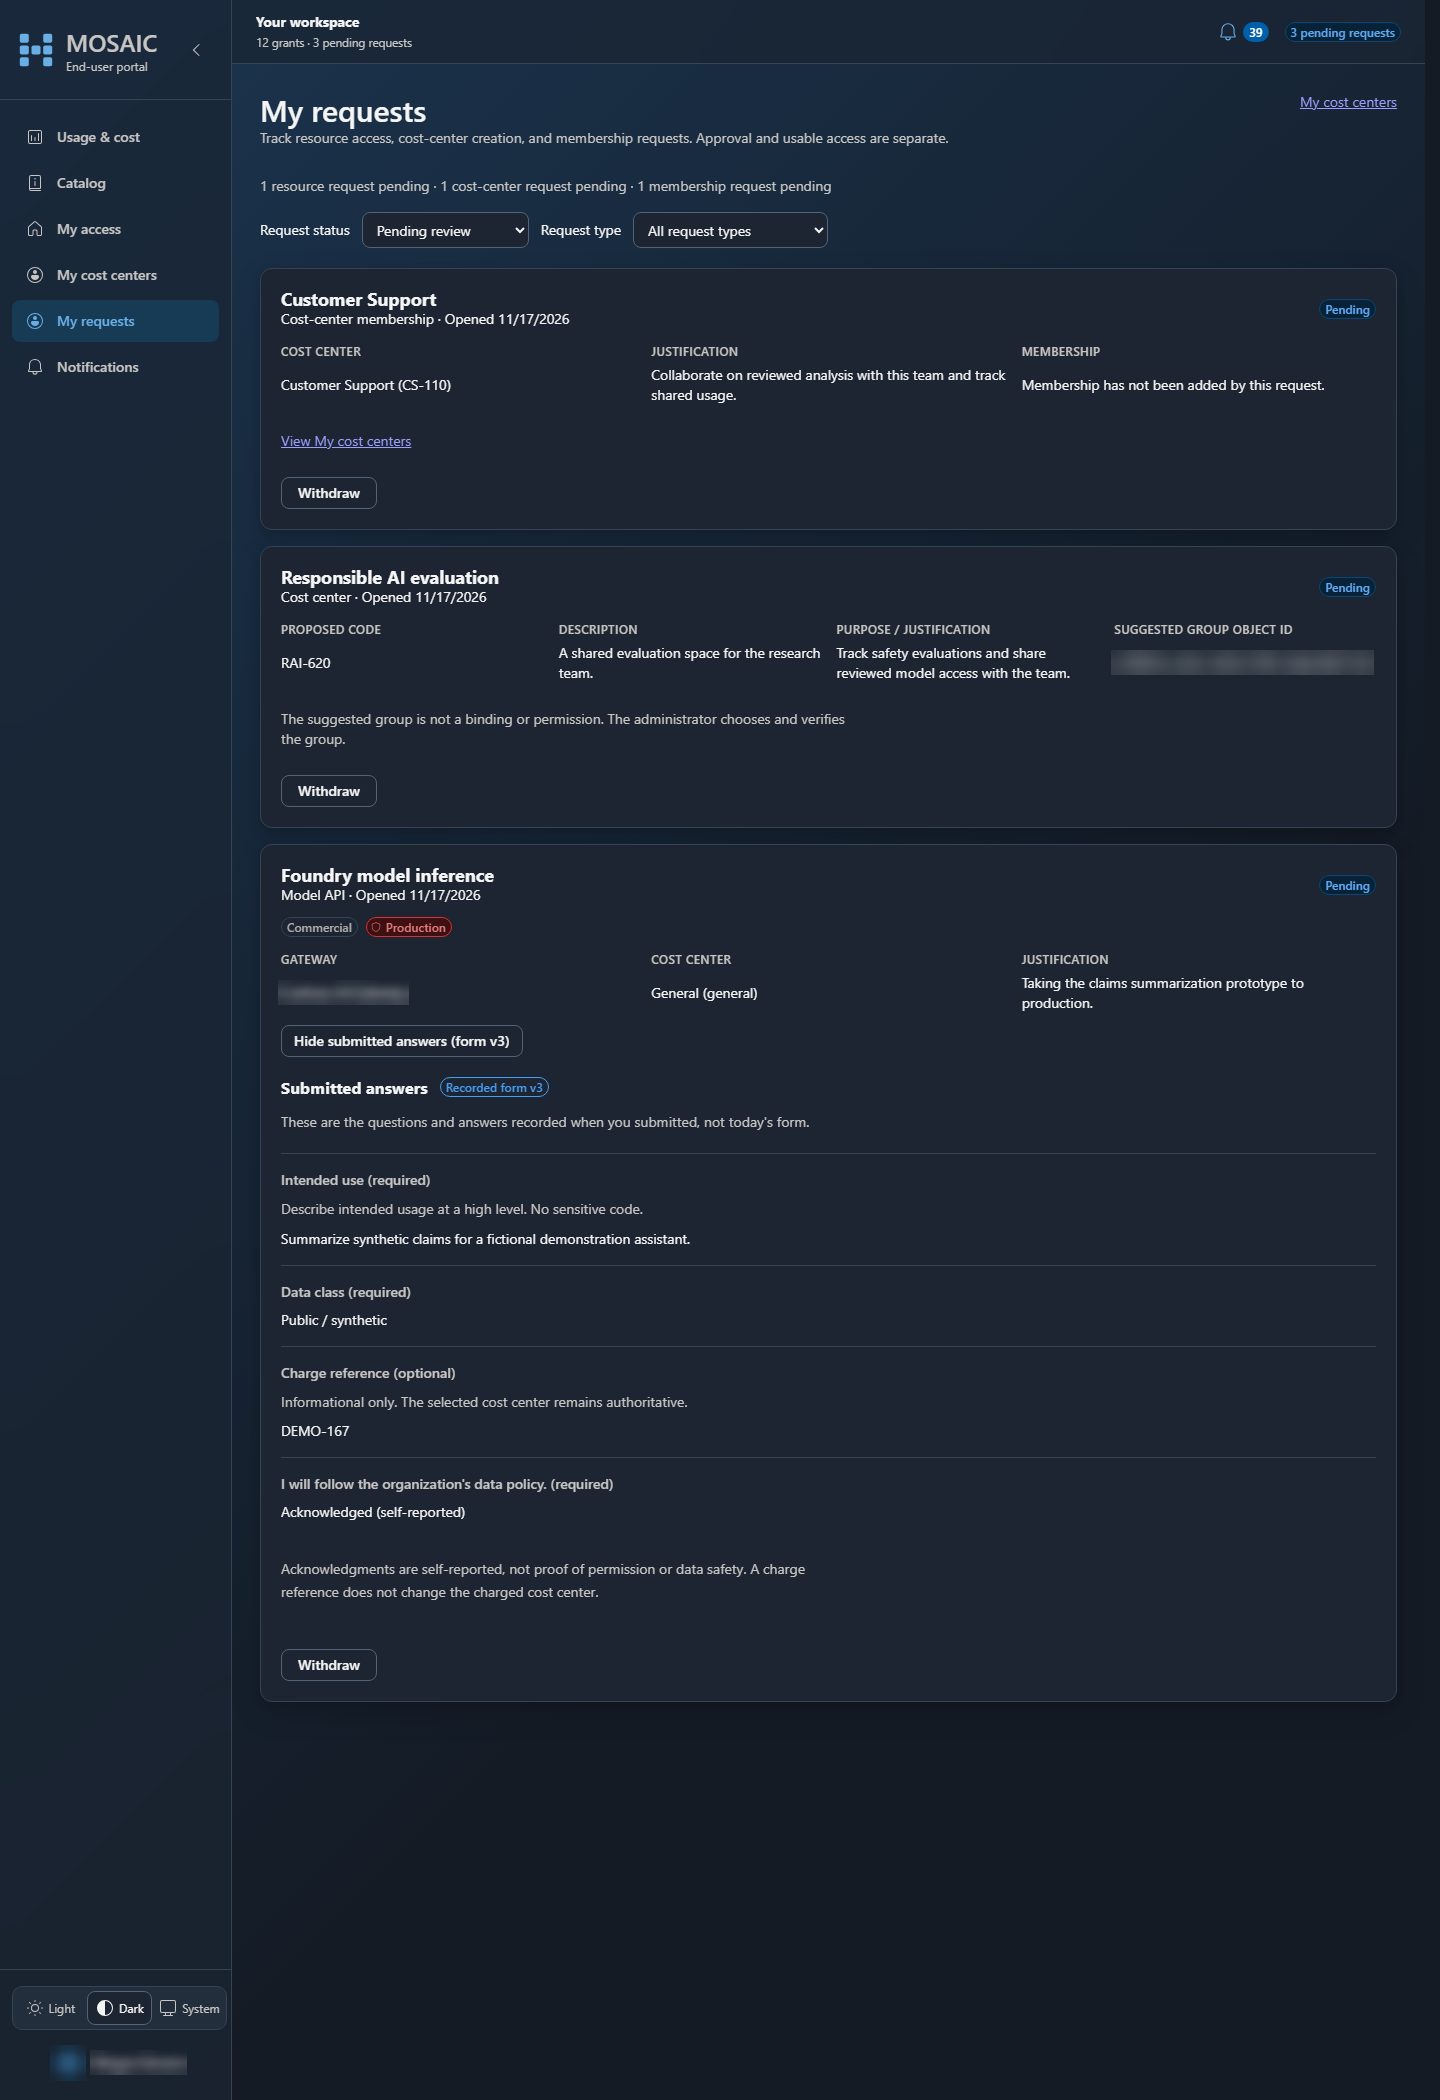 MOSAIC
End-user portal
Usage & cost
Catalog
My access
My cost centers
My requests
Notifications
Light
Dark
System
Your workspace
12 grants · 3 pending requests
39
3 pending requests
My requests
My cost centers
Track resource access, cost-center creation, and membership requests. Approval and usable access are separate.
1 resource request pending · 1 cost-center request pending · 1 membership request pending
Request status
Pending review
Request type
All request types
Customer Support
Cost-center membership · Opened 11/17/2026
Pending
COST CENTER
Customer Support (CS-110)
JUSTIFICATION
Collaborate on reviewed analysis with this team and track
shared usage.
MEMBERSHIP
Membership has not been added by this request.
View My cost centers
Withdraw
Responsible AI evaluation
Cost center · Opened 11/17/2026
Pending
PROPOSED CODE
RAI-620
DESCRIPTION
A shared evaluation space for the research
team.
PURPOSE / JUSTIFICATION
Track safety evaluations and share
reviewed model access with the team.
SUGGESTED GROUP OBJECT ID
The suggested group is not a binding or permission. The administrator chooses and verifies
the group.
Withdraw
Foundry model inference
Model API · Opened 11/17/2026
Pending
Commercial
Production
GATEWAY
COST CENTER
General (general)
JUSTIFICATION
Taking the claims summarization prototype to
production.
Hide submitted answers (form v3)
Submitted answers
Recorded form v3
These are the questions and answers recorded when you submitted, not today's form.
Intended use (required)
Describe intended usage at a high level. No sensitive code.
Summarize synthetic claims for a fictional demonstration assistant.
Data class (required)
Public / synthetic
Charge reference (optional)
Informational only. The selected cost center remains authoritative.
DEMO-167
I will follow the organization's data policy. (required)
Acknowledged (self-reported)
Acknowledgments are self-reported, not proof of permission or data safety. A charge
reference does not change the charged cost center.
Withdraw